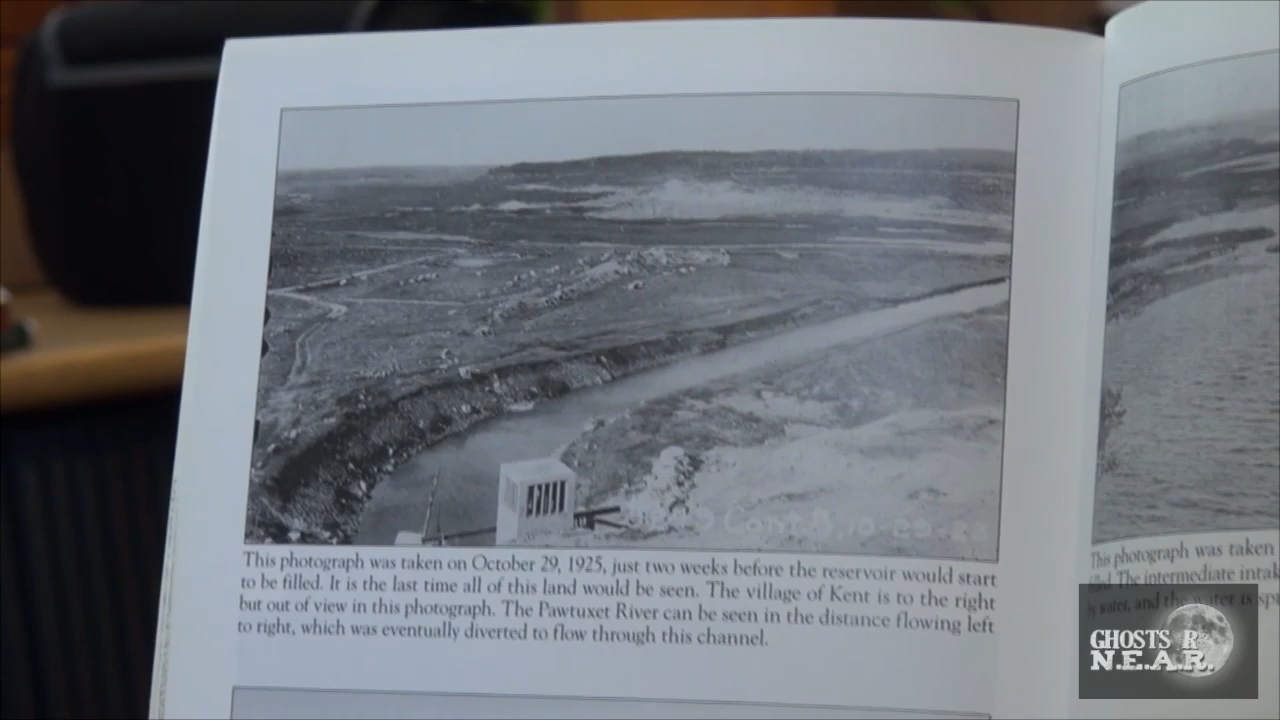 Cont.
This photograph was taken on October 29, 1925, just two weeks before the reservoir would start
to be filled. It is the last time all of this land would be seen. The village of Kent is to the right
but out of view in this photograph. The Pawtuxet River can be seen in the distance flowing left
to right, which was eventually diverted to flow through this channel.
This photograph was taken
filled. The intermediate
water, and the water is
GHOSTS R
N.E.A.R.